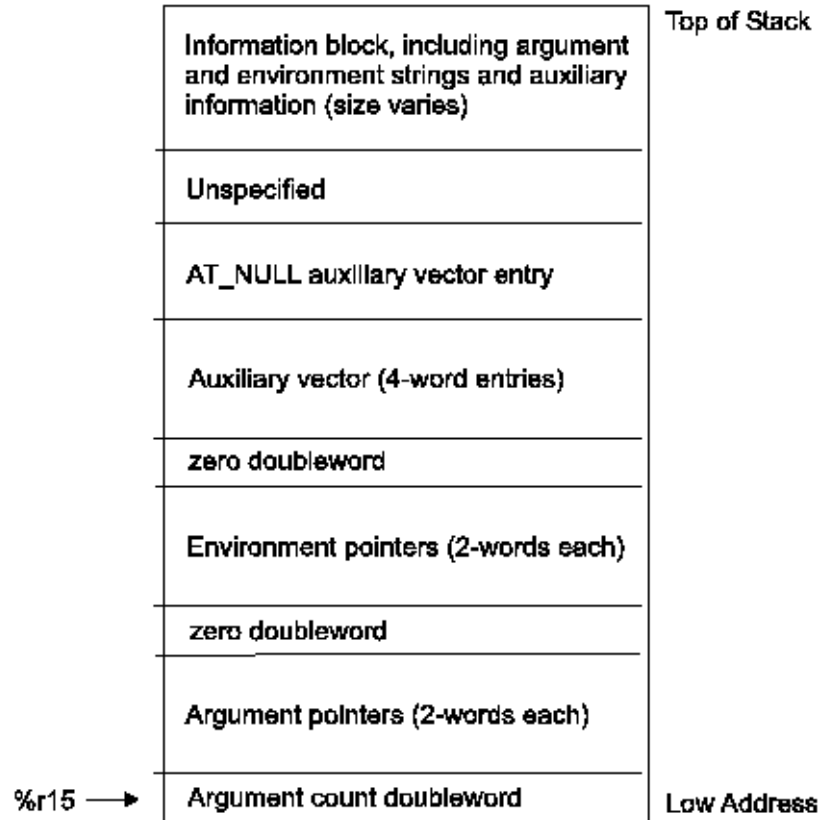 Top of Stack
Information block, including argument
and environment strings and auxiliary
information (size varies)
Unspecified
AT_NULL auxiliary vector entry
Auxiliary vector (4-word entries)
zero doubleword
Environment pointers (2-words each)
zero doubleword
Argument pointers (2-words each)
%r15
Argument count doubleword
Low Address